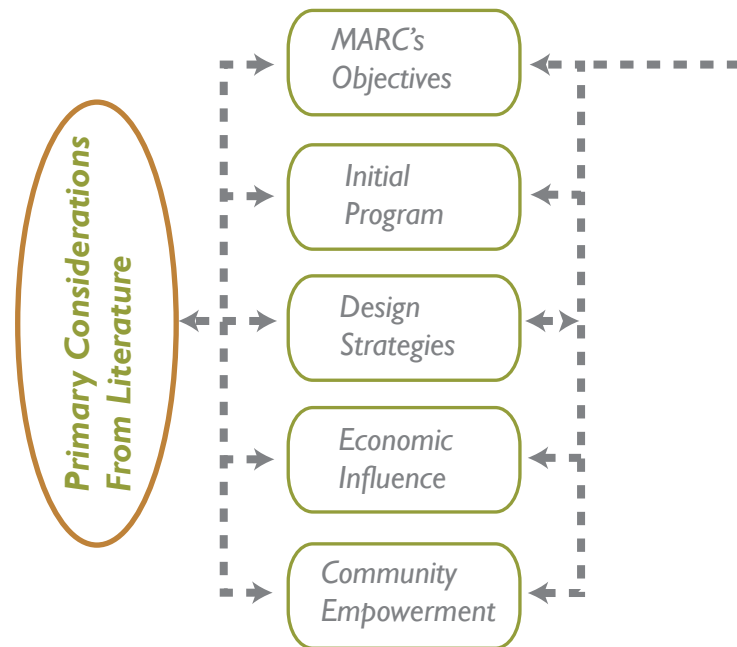 Primary Considerations
From Literature
MARC's
Objectives
Initial
Program
Design
Strategies
Economic
Influence
Community
Empowerment